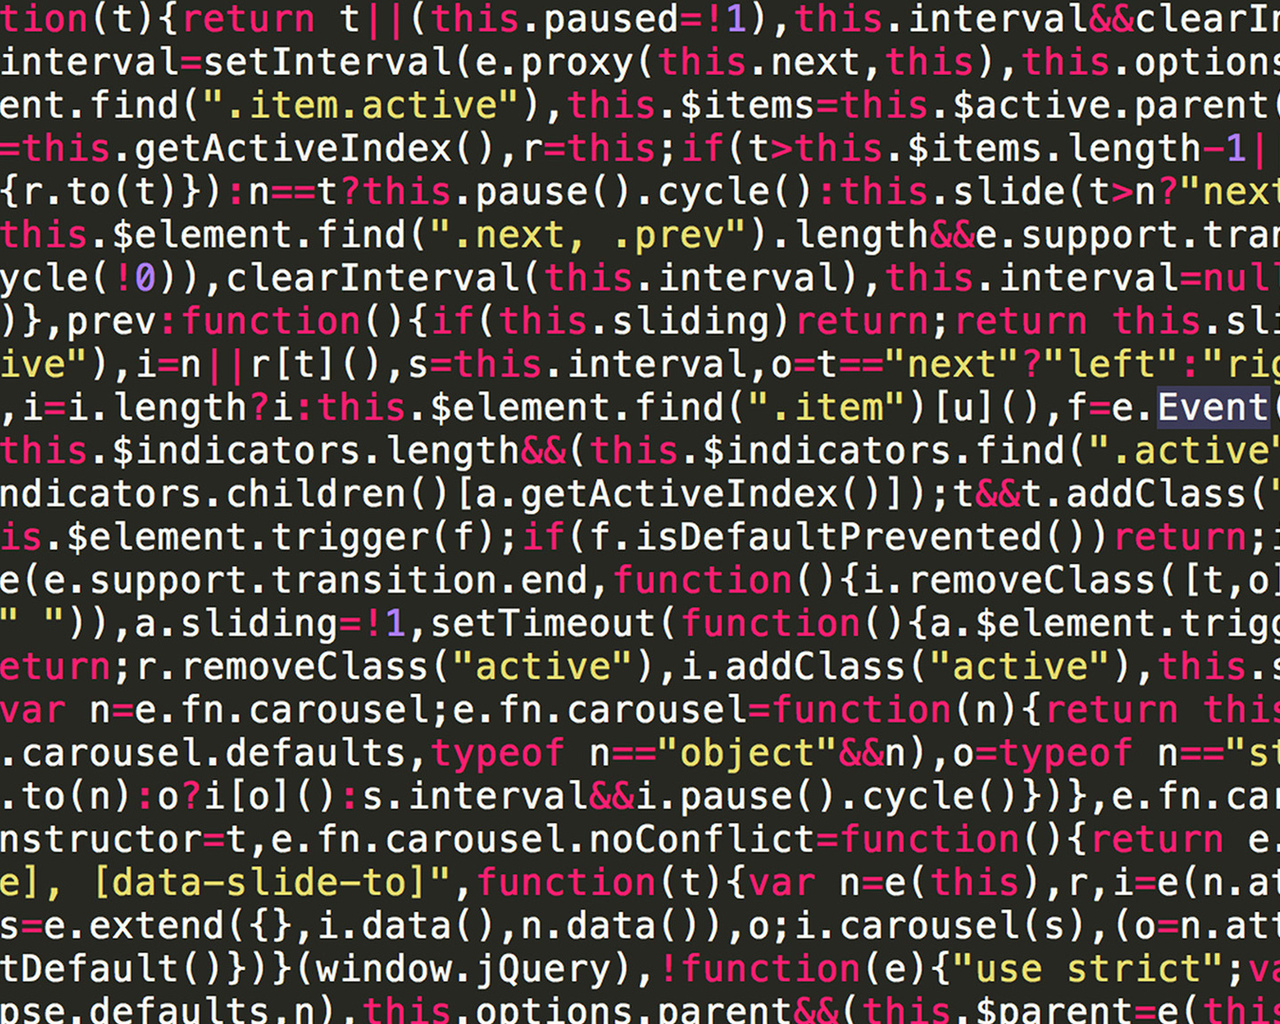 tion(t){return t||(this.paused=!1),this.interval&&clearIn
interval=setInterval(e.proxy(this.next,this),this.options
ent.find(".item.active"),this.$items=this.$active.parent(
=this.getActiveIndex(),r=this;if(t>this.$items.length-1|
{r.to(t)}):n==t?this.pause().cycle():this.slide(t>n?"next
this.$element.find(".next, .prev").length&&e.support.tran
ycle(!0)),clearInterval(this.interval),this.interval=null
)},prev:function(){if(this.sliding)return;return this.sli
ive"),i=n||r[t](),s=this.interval,o=t=="next"?"left":"rig
,i=i.length?i:this.$element.find(".item")[u](),f=e.Event(
this.$indicators.length&&(this.$indicators.find(".active"
ndicators.children()[a.getActiveIndex()]);t&&t.addClass("
is.$element.trigger(f);if(f.isDefaultPrevented())return;i
e(e.support.transition.end,function(){i.removeClass([t,o]
" ")),a.sliding=!1,setTimeout(function(){a.$element.trigg
eturn;r.removeClass("active"),i.addClass("active"),this.s
var n=e.fn.carousel;e.fn.carousel=function(n){return this
.carousel.defaults,typeof n=="object"&&n),o=typeof n=="st
.to(n):o?i[o]():s.interval&&i.pause().cycle()})},e.fn.car
nstructor=t,e.fn.carousel.noConflict=function(){return e.
e], [data-slide-to]",function(t){var n=e(this),r,i=e(n.at
s=e.extend({},i.data(),n.data()),o;i.carousel(s),(o=n.att
tDefault()})}(window.jQuery),!function(e){"use strict";va
pse.defaults,n),this.options.parent&&(this.$parent=e(this